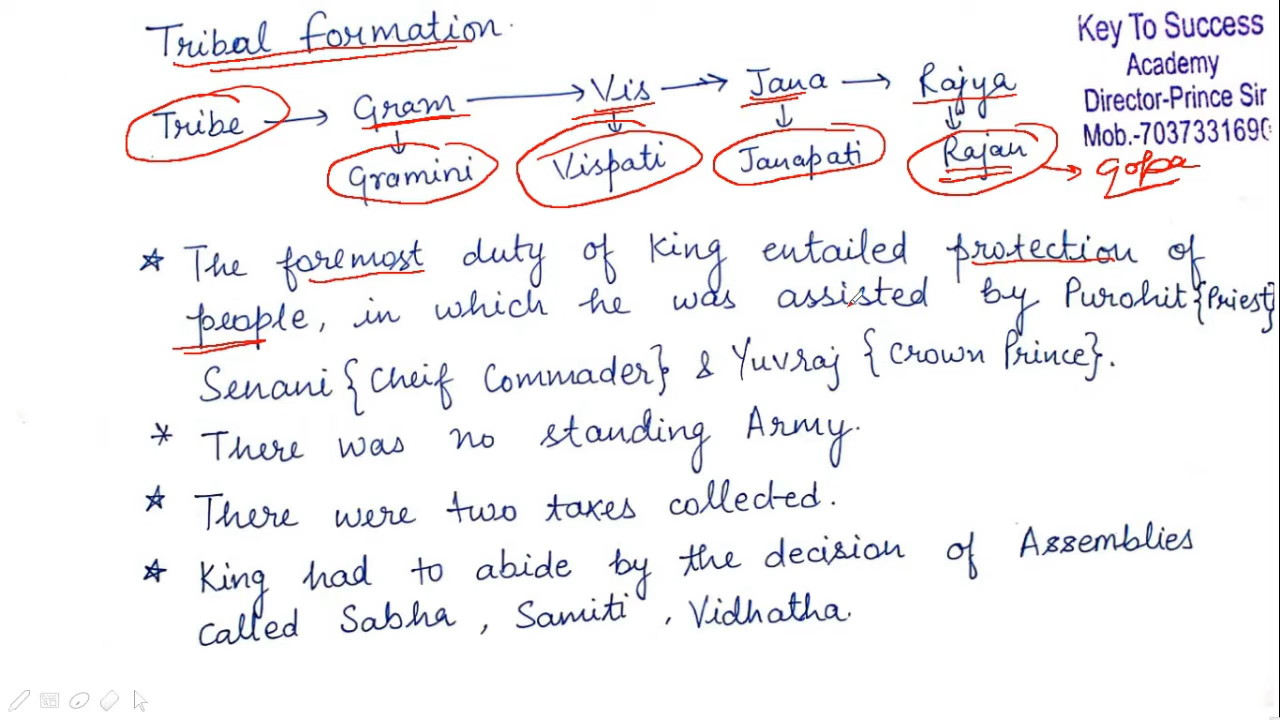 Tribal formation.
Key To Success
Academy
Director-Prince Sir
Mob.-7037331690
Tribe → Gram → Vis → Jana → Rajya
Gramini Vispati Janapati Rajan → Gopa
☆ The foremost duty of King entailed protection of
people, in which he was assisted by Purohit{Priest}
Senani {Cheif Commader} & Yuvraj {Crown Prince}.
* There was no standing Army.
☆ There were two taxes collected.
☆ King had to abide by the decision of Assemblies
called Sabha, Samiti, Vidhatha.